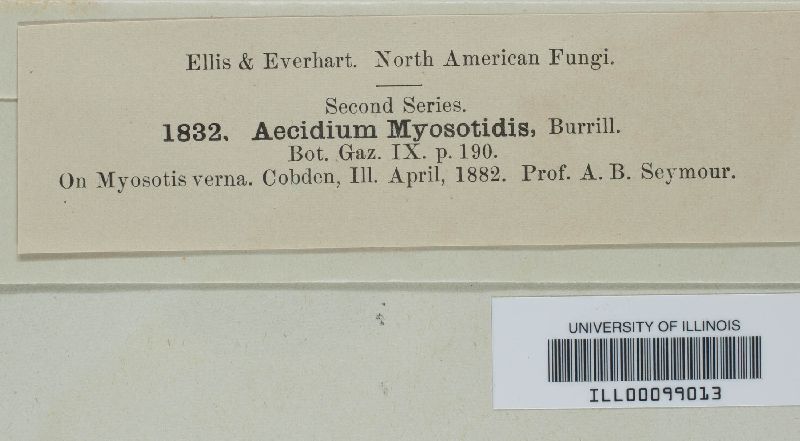 Ellis & Everhart. North American Fungi.
Second Series.
1832. Aecidium Myosotidis, Burrill.
Bot. Gaz. IX. p. 190.
On Myosotis verna. Cobden, Ill. April, 1882. Prof. A. B. Seymour.
UNIVERSITY OF ILLINOIS
ILL00099013